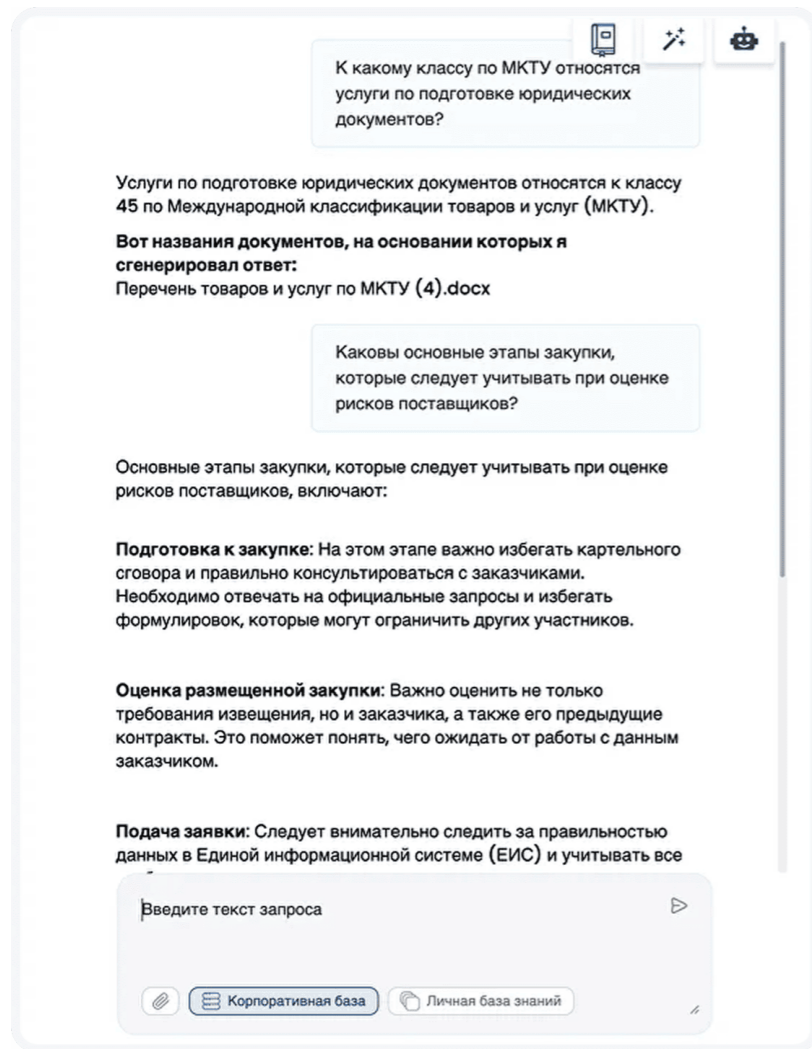 К какому классу по МКТУ относятся
услуги по подготовке юридических
документов?
Услуги по подготовке юридических документов относятся к классу
45 по Международной классификации товаров и услуг (МКТУ).
Вот названия документов, на основании которых я
сгенерировал ответ:
Перечень товаров и услуг по МКТУ (4).docx
Каковы основные этапы закупки,
которые следует учитывать при оценке
рисков поставщиков?
Основные этапы закупки, которые следует учитывать при оценке
рисков поставщиков, включают:
Подготовка к закупке: На этом этапе важно избегать картельного
сговора и правильно консультироваться с заказчиками.
Необходимо отвечать на официальные запросы и избегать
формулировок, которые могут ограничить других участников.
Оценка размещенной закупки: Важно оценить не только
требования извещения, но и заказчика, а также его предыдущие
контракты. Это поможет понять, чего ожидать от работы с данным
заказчиком.
Подача заявки: Следует внимательно следить за правильностью
данных в Единой информационной системе (ЕИС) и учитывать все
Введите текст запроса
Корпоративная база
Личная база знаний